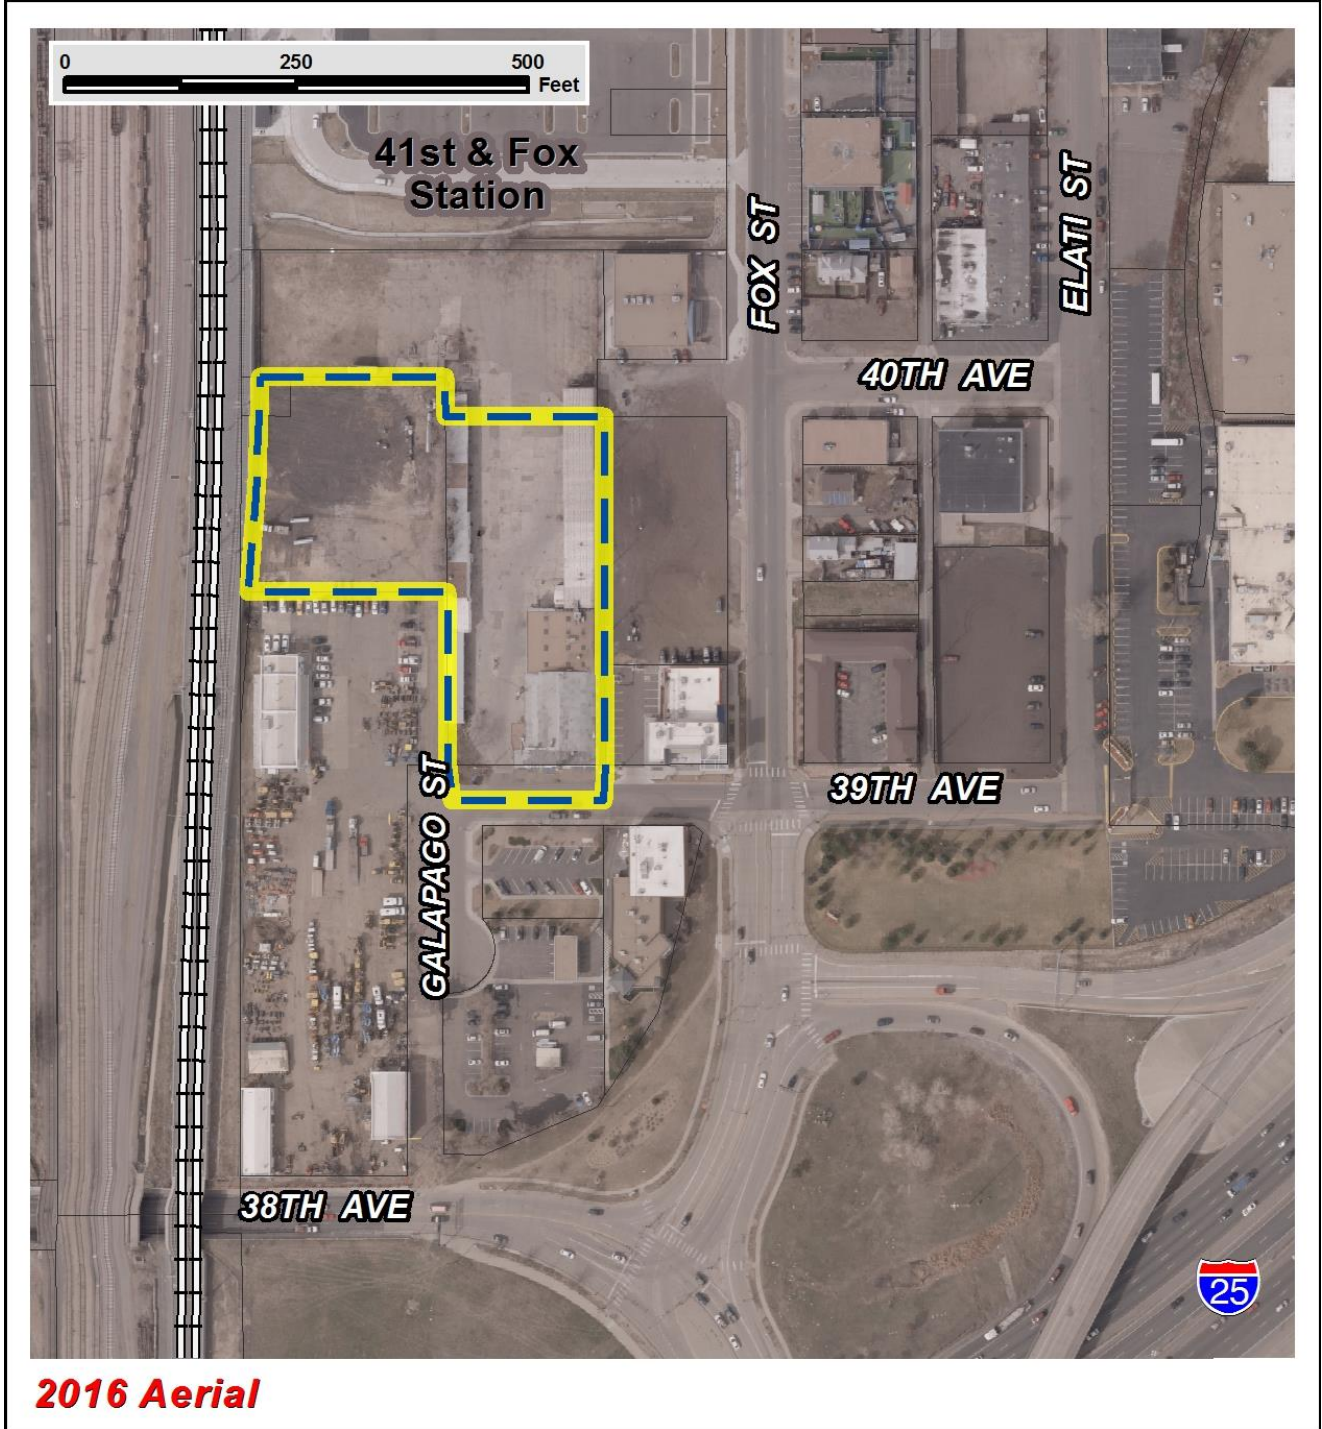 0 250 500
Feet
41st & Fox
Station
FOX ST
ELATI ST
40TH AVE
39TH AVE
GALAPAGO ST
38TH AVE
25
2016 Aerial